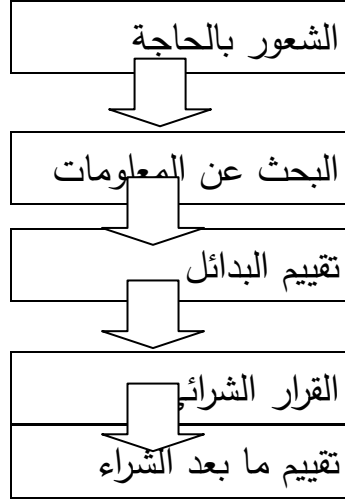 الشعور بالحاجة
البحث عن المعلومات
تقييم البدائل
القرار الشرائي
تقييم ما بعد الشراء